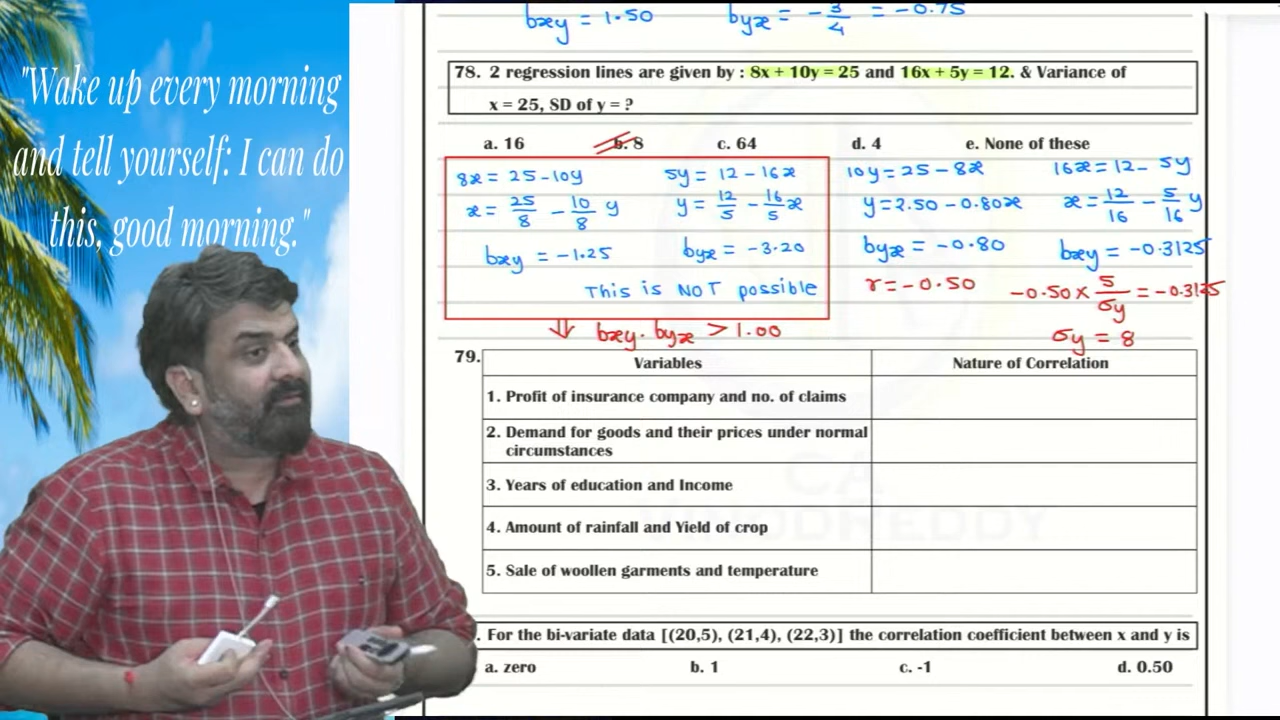 "Wake up every morning
and tell yourself: I can do
this, good morning."
bxy = 1.50 byx = -3/4 = -0.75
78. 2 regression lines are given by : 8x + 10y = 25 and 16x + 5y = 12. & Variance of
x = 25, SD of y = ?
a. 16 b. 8 c. 64 d. 4 e. None of these
8x = 25 - 10y 5y = 12 - 16x 10y = 25 - 8x 16x = 12 - 5y
x = 25/8 - 10/8 y y = 12/5 - 16/5 x y = 2.50 - 0.80x x = 12/16 - 5/16 y
bxy = -1.25 byx = -3.20 byx = -0.80 bxy = -0.3125
This is NOT possible r = -0.50 -0.50 x 5/σy = -0.3125
⇓ bxy. byx > 1.00 σy = 8
79. Variables Nature of Correlation
1. Profit of insurance company and no. of claims
2. Demand for goods and their prices under normal
circumstances
3. Years of education and Income
4. Amount of rainfall and Yield of crop
5. Sale of woollen garments and temperature
CA
VINOD REDDY
. For the bi-variate data [(20,5), (21,4), (22,3)] the correlation coefficient between x and y is
a. zero b. 1 c. -1 d. 0.50